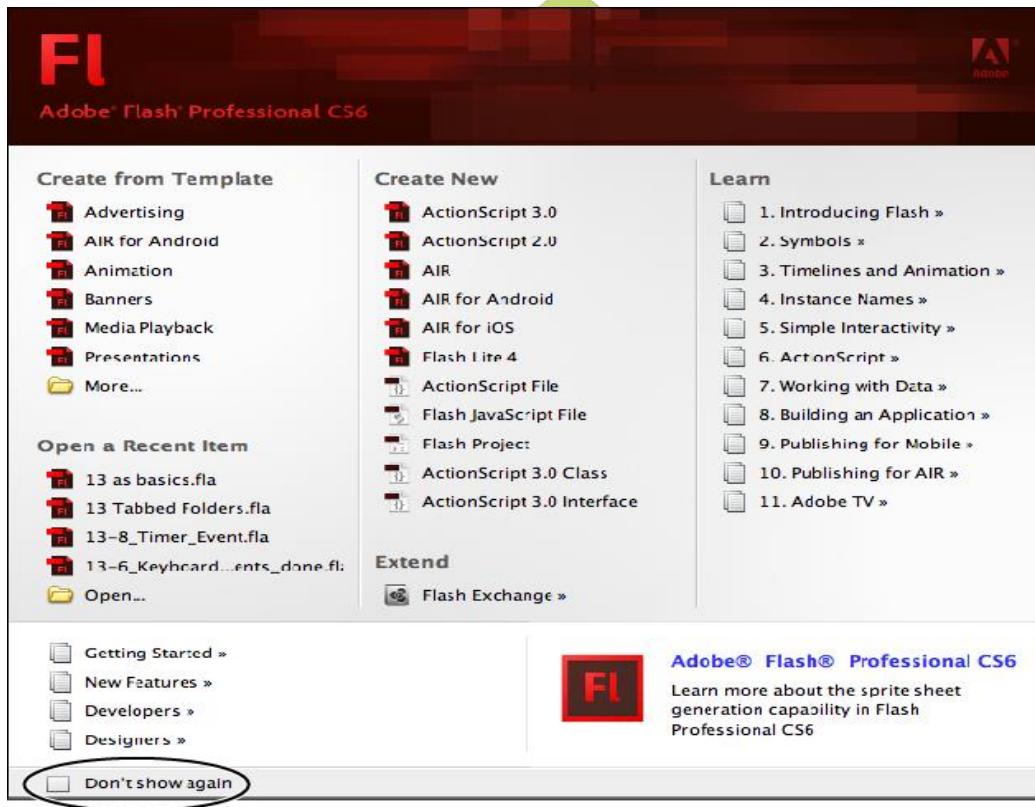 Fl
Adobe® Flash® Professional CS6
Adobe
Create from Template
Advertising
AIR for Android
Animation
Banners
Media Playback
Presentations
More...
Open a Recent Item
13 as basics.fla
13 Tabbed Folders.fla
13-8_Timer_Event.fla
13-6_Keyboard...ents_done.fl
Open...
Create New
ActionScript 3.0
ActionScript 2.0
AIR
AIR for Android
AIR for iOS
Flash Lite 4
ActionScript File
Flash JavaScript File
Flash Project
ActionScript 3.0 Class
ActionScript 3.0 Interface
Extend
Flash Exchange »
Learn
1. Introducing Flash »
2. Symbols »
3. Timelines and Animation »
4. Instance Names »
5. Simple Interactivity »
6. ActionScript »
7. Working with Data »
8. Building an Application »
9. Publishing for Mobile »
10. Publishing for AIR »
11. Adobe TV »
Getting Started »
New Features »
Developers »
Designers »
Fl
Adobe® Flash® Professional CS6
Learn more about the sprite sheet
generation capability in Flash
Professional CS6
Don't show again